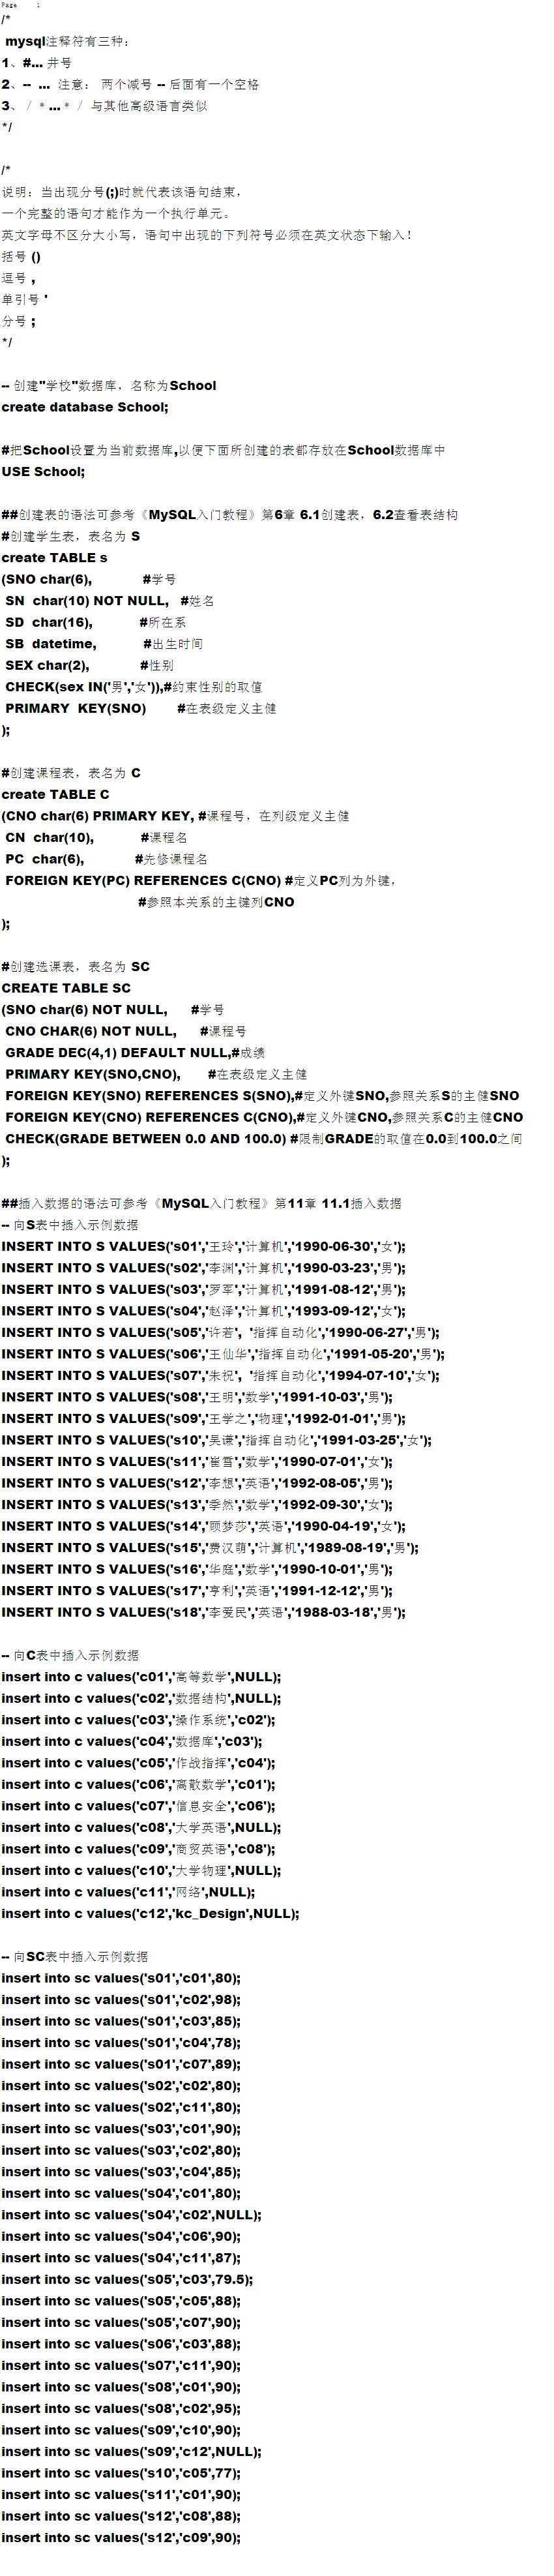 Page 1
/*
mysql注释符有三种：
1、#... 井号
2、-- ... 注意： 两个减号 -- 后面有一个空格
3、/*...*/ 与其他高级语言类似
*/
/*
说明：当出现分号(;)时就代表该语句结束，
一个完整的语句才能作为一个执行单元。
英文字母不区分大小写，语句中出现的下列符号必须在英文状态下输入！
括号 ()
逗号 ,
单引号 '
分号 ;
*/
-- 创建"学校"数据库，名称为School
create database School;
#把School设置为当前数据库,以便下面所创建的表都存放在School数据库中
USE School;
##创建表的语法可参考《MySQL入门教程》第6章 6.1创建表，6.2查看表结构
#创建学生表，表名为 S
create TABLE s
(SNO char(6), #学号
SN char(10) NOT NULL, #姓名
SD char(16), #所在系
SB datetime, #出生时间
SEX char(2), #性别
CHECK(sex IN('男','女')),#约束性别的取值
PRIMARY KEY(SNO) #在表级定义主健
);
#创建课程表，表名为 C
create TABLE C
(CNO char(6) PRIMARY KEY, #课程号，在列级定义主健
CN char(10), #课程名
PC char(6), #先修课程名
FOREIGN KEY(PC) REFERENCES C(CNO) #定义PC列为外键，
#参照本关系的主键列CNO
);
#创建选课表，表名为 SC
CREATE TABLE SC
(SNO char(6) NOT NULL, #学号
CNO CHAR(6) NOT NULL, #课程号
GRADE DEC(4,1) DEFAULT NULL,#成绩
PRIMARY KEY(SNO,CNO), #在表级定义主健
FOREIGN KEY(SNO) REFERENCES S(SNO),#定义外键SNO,参照关系S的主健SNO
FOREIGN KEY(CNO) REFERENCES C(CNO),#定义外键CNO,参照关系C的主健CNO
CHECK(GRADE BETWEEN 0.0 AND 100.0) #限制GRADE的取值在0.0到100.0之间
);
##插入数据的语法可参考《MySQL入门教程》第11章 11.1插入数据
-- 向S表中插入示例数据
INSERT INTO S VALUES('s01','王玲','计算机','1990-06-30','女');
INSERT INTO S VALUES('s02','李渊','计算机','1990-03-23','男');
INSERT INTO S VALUES('s03','罗军','计算机','1991-08-12','男');
INSERT INTO S VALUES('s04','赵泽','计算机','1993-09-12','女');
INSERT INTO S VALUES('s05','许若', '指挥自动化','1990-06-27','男');
INSERT INTO S VALUES('s06','王仙华','指挥自动化','1991-05-20','男');
INSERT INTO S VALUES('s07','朱祝', '指挥自动化','1994-07-10','女');
INSERT INTO S VALUES('s08','王明','数学','1991-10-03','男');
INSERT INTO S VALUES('s09','王学之','物理','1992-01-01','男');
INSERT INTO S VALUES('s10','吴谦','指挥自动化','1991-03-25','女');
INSERT INTO S VALUES('s11','崔雪','数学','1990-07-01','女');
INSERT INTO S VALUES('s12','李想','英语','1992-08-05','男');
INSERT INTO S VALUES('s13','季然','数学','1992-09-30','女');
INSERT INTO S VALUES('s14','顾梦莎','英语','1990-04-19','女');
INSERT INTO S VALUES('s15','费汉萌','计算机','1989-08-19','男');
INSERT INTO S VALUES('s16','华庭','数学','1990-10-01','男');
INSERT INTO S VALUES('s17','亨利','英语','1991-12-12','男');
INSERT INTO S VALUES('s18','李爱民','英语','1988-03-18','男');
-- 向C表中插入示例数据
insert into c values('c01','高等数学',NULL);
insert into c values('c02','数据结构',NULL);
insert into c values('c03','操作系统','c02');
insert into c values('c04','数据库','c03');
insert into c values('c05','作战指挥','c04');
insert into c values('c06','离散数学','c01');
insert into c values('c07','信息安全','c06');
insert into c values('c08','大学英语',NULL);
insert into c values('c09','商贸英语','c08');
insert into c values('c10','大学物理',NULL);
insert into c values('c11','网络',NULL);
insert into c values('c12','kc_Design',NULL);
-- 向SC表中插入示例数据
insert into sc values('s01','c01',80);
insert into sc values('s01','c02',98);
insert into sc values('s01','c03',85);
insert into sc values('s01','c04',78);
insert into sc values('s01','c07',89);
insert into sc values('s02','c02',80);
insert into sc values('s02','c11',80);
insert into sc values('s03','c01',90);
insert into sc values('s03','c02',80);
insert into sc values('s03','c04',85);
insert into sc values('s04','c01',80);
insert into sc values('s04','c02',NULL);
insert into sc values('s04','c06',90);
insert into sc values('s04','c11',87);
insert into sc values('s05','c03',79.5);
insert into sc values('s05','c05',88);
insert into sc values('s05','c07',90);
insert into sc values('s06','c03',88);
insert into sc values('s07','c11',90);
insert into sc values('s08','c01',90);
insert into sc values('s08','c02',95);
insert into sc values('s09','c10',90);
insert into sc values('s09','c12',NULL);
insert into sc values('s10','c05',77);
insert into sc values('s11','c01',90);
insert into sc values('s12','c08',88);
insert into sc values('s12','c09',90);